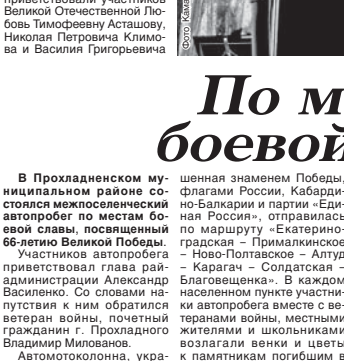 приветствовали участников
Великой Отечественной Лю-
бовь Тимофеевну Асташову,
Николая Петровича Климо-
ва и Василия Григорьевича
Фото Кама
По м
боевой
В Прохладненском му-
ниципальном районе со-
стоялся межпоселенческий
автопробег по местам бо-
евой славы, посвященный
66-летию Великой Победы.
Участников автопробега
приветствовал глава рай-
администрации Александр
Василенко. Со словами на-
путствия к ним обратился
ветеран войны, почетный
гражданин г. Прохладного
Владимир Милованов.
Автомотоколонна, укра-
шенная знаменем Победы,
флагами России, Кабарди-
но-Балкарии и партии «Еди-
ная Россия», отправилась
по маршруту «Екатерино-
градская – Прималкинское
– Ново-Полтавское – Алтуд
– Карагач – Солдатская –
Благовещенка». В каждом
населенном пункте участни-
ки автопробега вместе с ве-
теранами войны, местными
жителями и школьниками
возлагали венки и цветы
к памятникам погибшим в